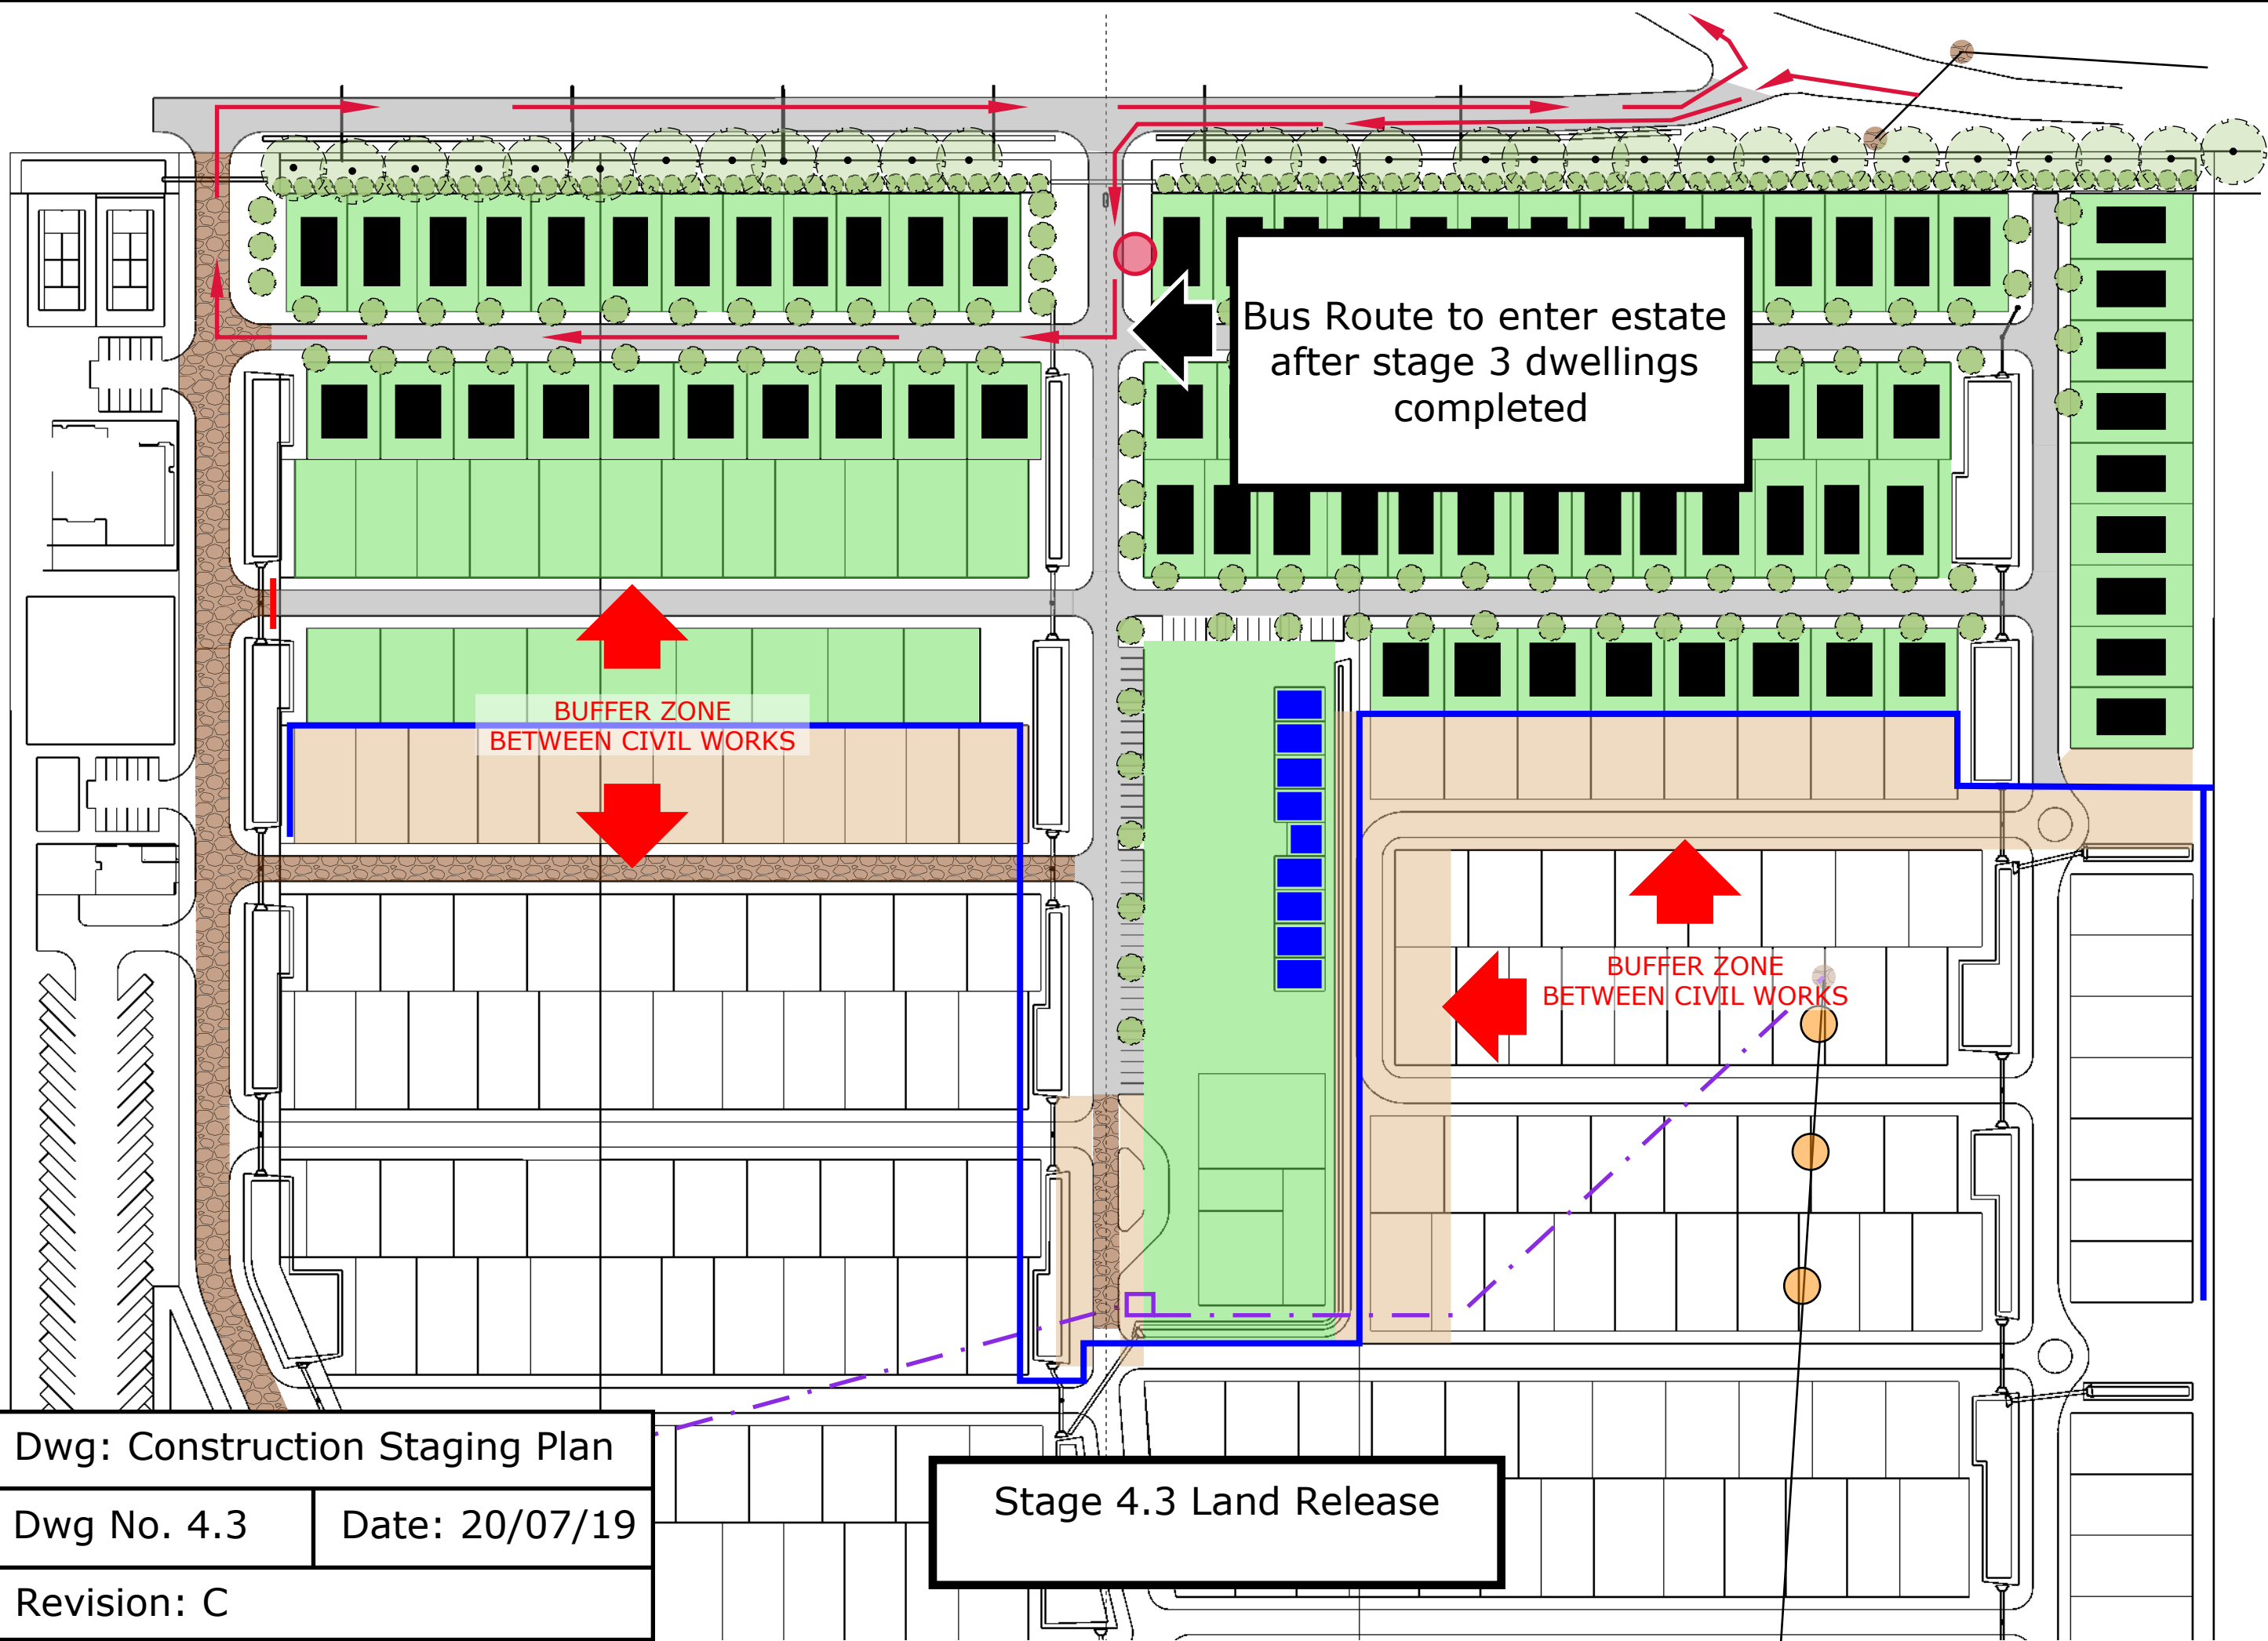 Bus Route to enter estate
after stage 3 dwellings
completed
BUFFER ZONE
BETWEEN CIVIL WORKS
BUFFER ZONE
BETWEEN CIVIL WORKS
Dwg: Construction Staging Plan
Dwg No. 4.3
Date: 20/07/19
Revision: C
Stage 4.3 Land Release